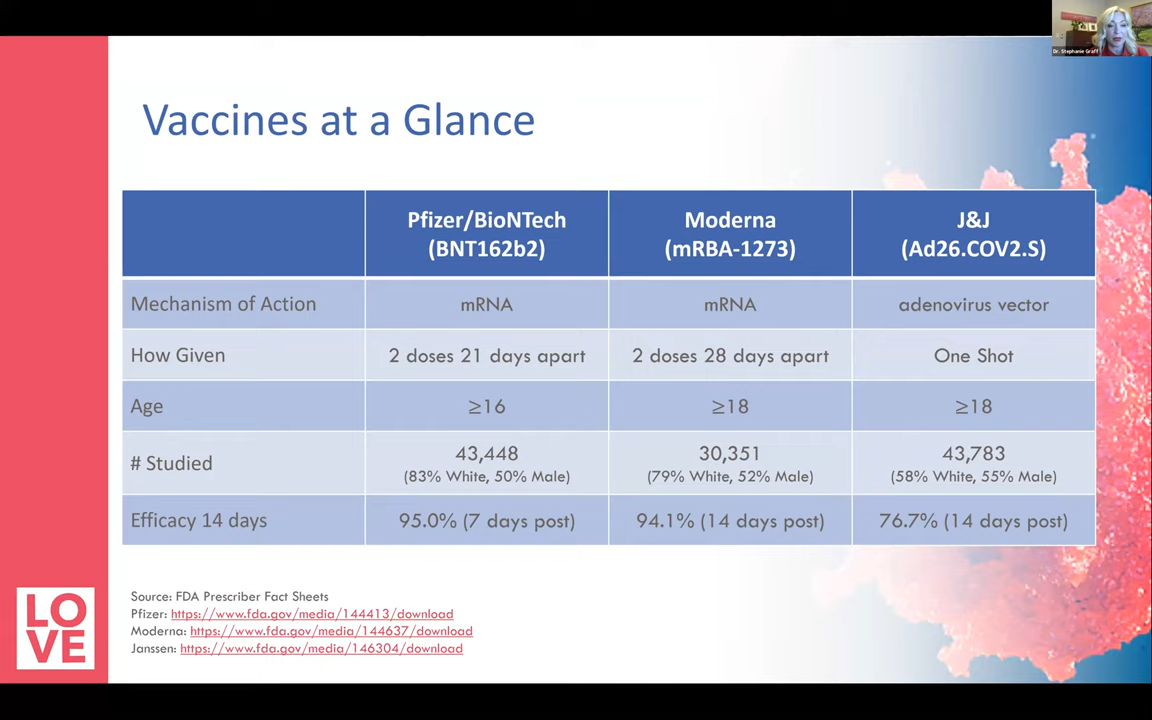 Dr. Stephanie Graff
Vaccines at a Glance
Pfizer/BioNTech Moderna J&J
(BNT162b2) (mRBA-1273) (Ad26.COV2.S)
Mechanism of Action mRNA mRNA adenovirus vector
How Given 2 doses 21 days apart 2 doses 28 days apart One Shot
Age ≥16 ≥18 ≥18
# Studied 43,448 30,351 43,783
(83% White, 50% Male) (79% White, 52% Male) (58% White, 55% Male)
Efficacy 14 days 95.0% (7 days post) 94.1% (14 days post) 76.7% (14 days post)
Source: FDA Prescriber Fact Sheets
Pfizer: https://www.fda.gov/media/144413/download
Moderna: https://www.fda.gov/media/144637/download
Janssen: https://www.fda.gov/media/146304/download
LO
VE